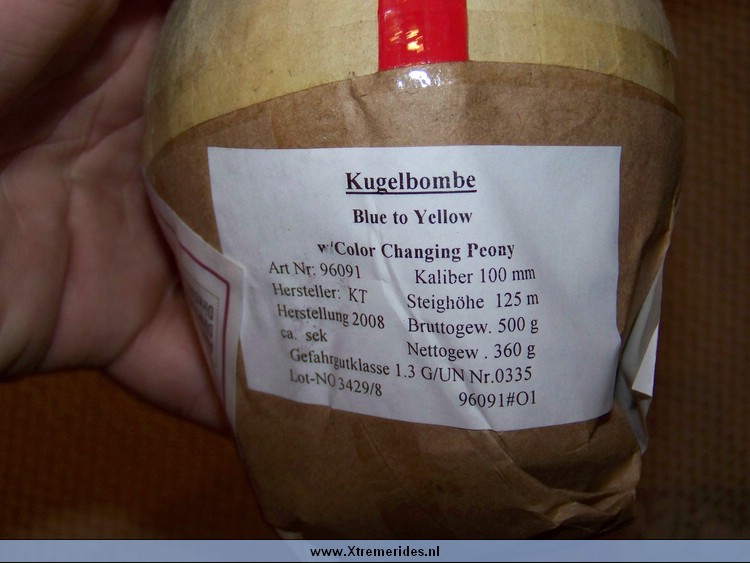 Kugelbombe
Blue to Yellow
w/Color Changing Peony
Art Nr: 96091 Kaliber 100 mm
Hersteller: KT Steighöhe 125 m
Herstellung 2008 Bruttogew. 500 g
ca. sek Nettogew . 360 g
Gefahrgutklasse 1.3 G/UN Nr.0335
Lot-NO 3429/8 96091#O1
www.Xtremerides.nl